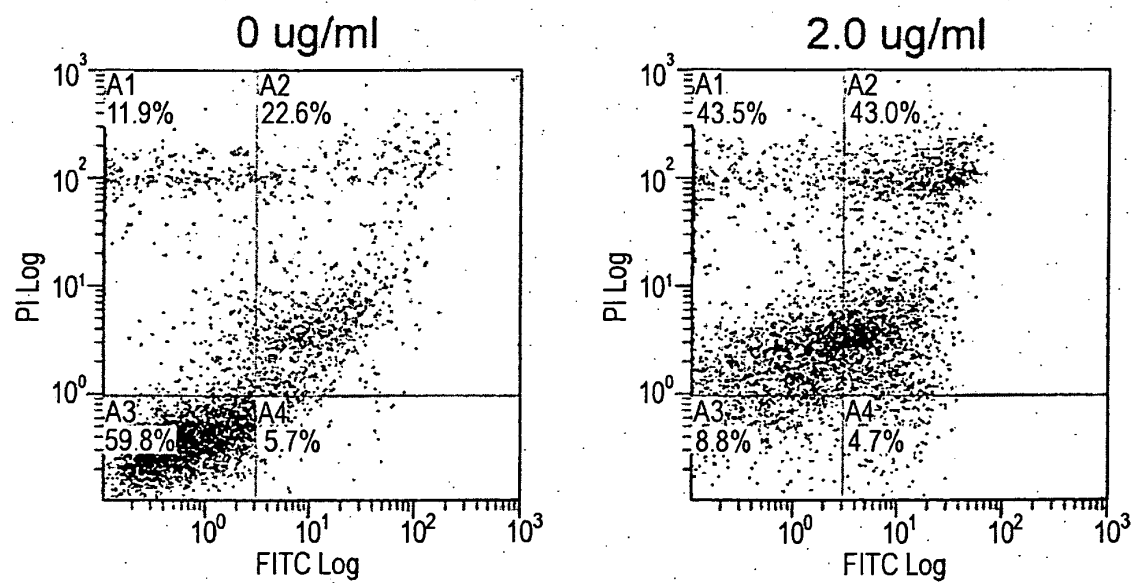 0 ug/ml
10³
A1
11.9%
A2
22.6%
10²
10¹
10⁰
A3
59.8%
A4
5.7%
PI Log
10⁰ 10¹ 10² 10³
FITC Log
2.0 ug/ml
10³
A1
43.5%
A2
43.0%
10²
10¹
10⁰
A3
8.8%
A4
4.7%
PI Log
10⁰ 10¹ 10² 10³
FITC Log